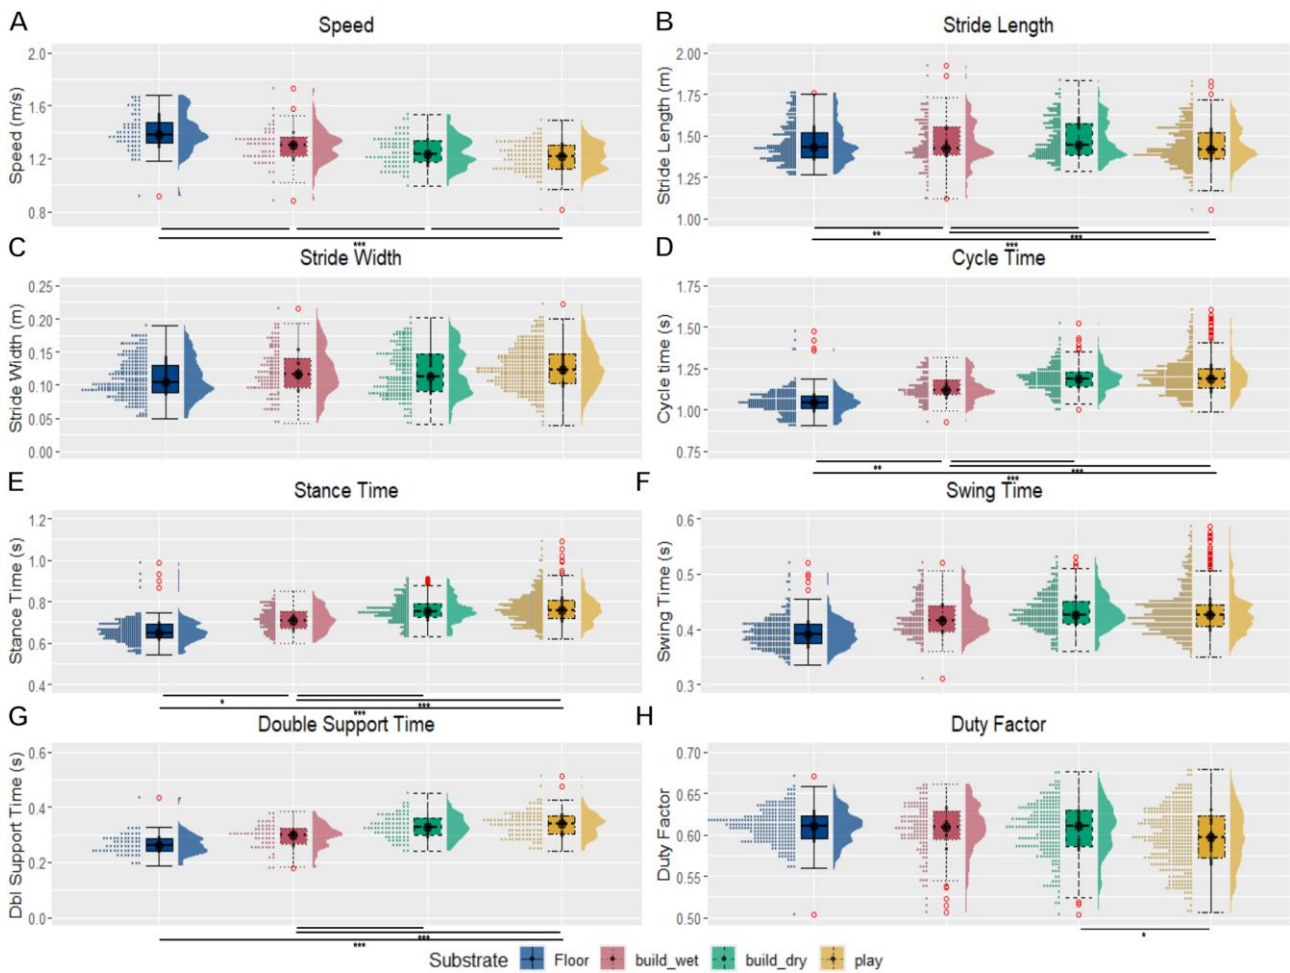 A
Speed
2.0
1.6
1.2
0.8
Speed (m/s)
***
B
Stride Length
2.00
1.75
1.50
1.25
1.00
Stride Length (m)
**
***
***
C
Stride Width
0.25
0.20
0.15
0.10
0.05
0.00
Stride Width (m)
D
Cycle Time
1.75
1.50
1.25
1.00
0.75
Cycle time (s)
**
***
***
E
Stance Time
1.2
1.0
0.8
0.6
0.4
Stance Time (s)
*
***
***
F
Swing Time
0.6
0.5
0.4
0.3
Swing Time (s)
G
Double Support Time
0.6
0.4
0.2
0.0
Dbl Support Time (s)
***
***
H
Duty Factor
0.70
0.65
0.60
0.55
0.50
Duty Factor
*
Substrate Floor build_wet build_dry play